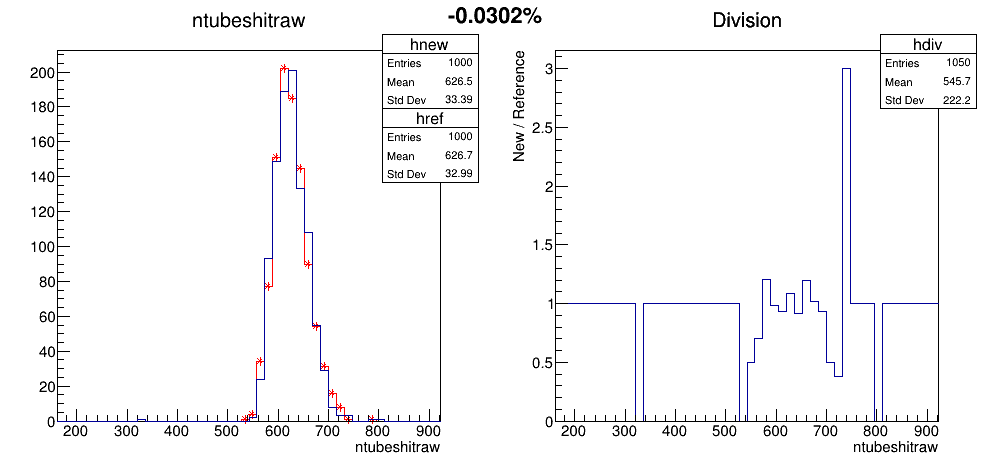 -0.0302%
ntubeshitraw
hnew
Entries 1000
Mean 626.5
Std Dev 33.39
href
Entries 1000
Mean 626.7
Std Dev 32.99
200
180
160
140
120
100
80
60
40
20
0
200 300 400 500 600 700 800 900
ntubeshitraw
Division
hdiv
Entries 1050
Mean 545.7
Std Dev 222.2
New / Reference
3
2.5
2
1.5
1
0.5
0
200 300 400 500 600 700 800 900
ntubeshitraw